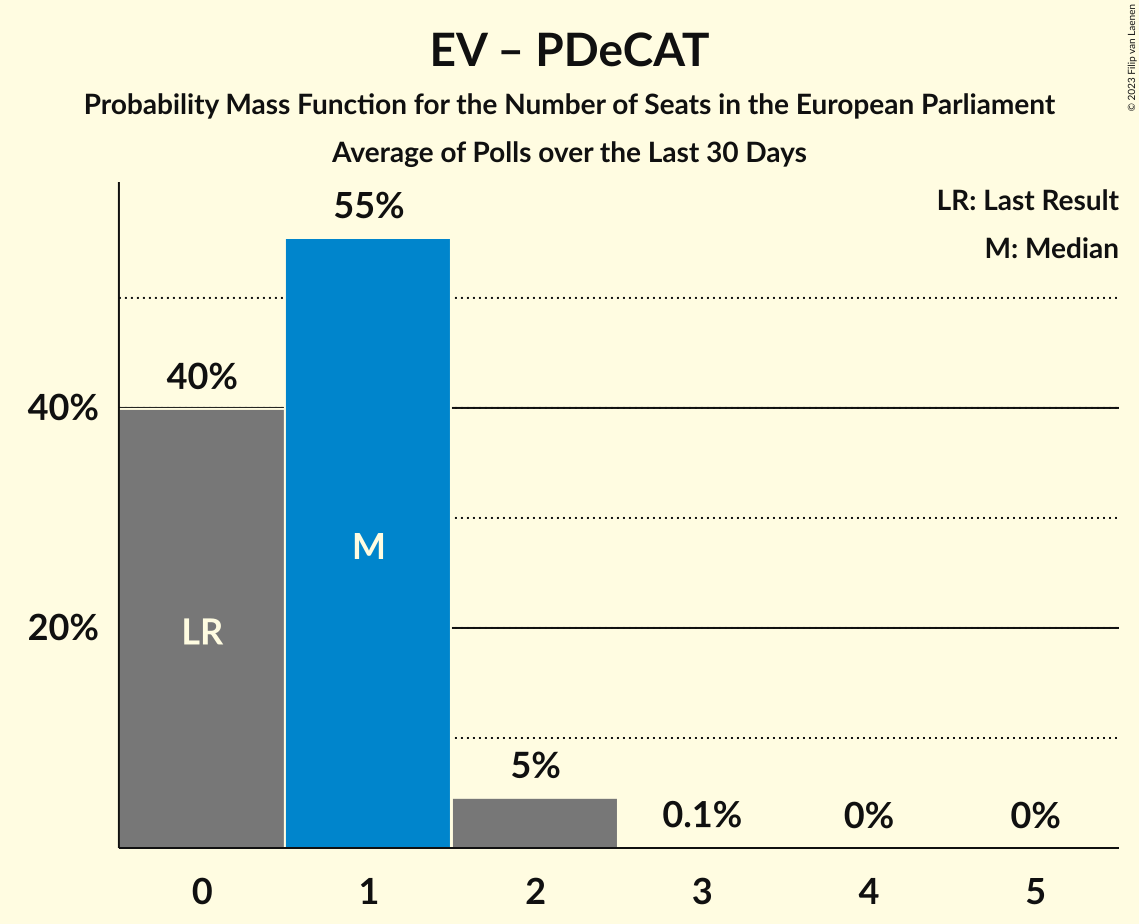 EV – PDeCAT
Probability Mass Function for the Number of Seats in the European Parliament
Average of Polls over the Last 30 Days
© 2023 Filip van Laenen
LR: Last Result
M: Median
55%
40%
40%
M
LR
20%
5%
0.1%
0%
0%
0
1
2
3
4
5